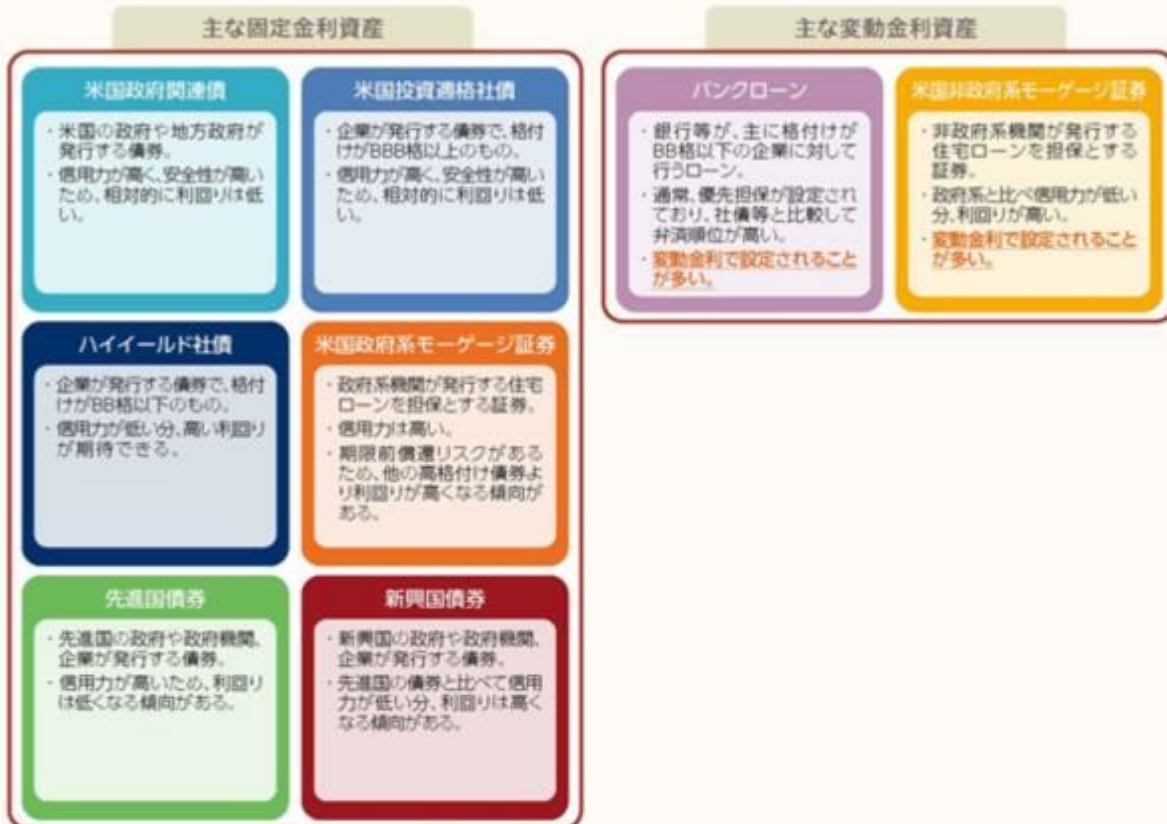 主な固定金利資産
米国政府関連債
・米国の政府や地方政府が
発行する債券。
・信用力が高く、安全性が高い
ため、相対的に利回りは低
い。
米国投資適格社債
・企業が発行する債券で、格付
けがBBB格以上のもの。
・信用力が高く、安全性が高い
ため、相対的に利回りは低
い。
ハイイールド社債
・企業が発行する債券で、格付
けがBB格以下のもの。
・信用力が低い分、高い利回り
が期待できる。
米国政府系モーゲージ証券
・政府系機関が発行する住宅
ローンを担保とする証券。
・信用力は高い。
・期限前償還リスクがある
ため、他の高格付け債券よ
り利回りが高くなる傾向が
ある。
先進国債券
・先進国の政府や政府機関、
企業が発行する債券。
・信用力が高いため、利回り
は低くなる傾向がある。
新興国債券
・新興国の政府や政府機関、
企業が発行する債券。
・先進国の債券と比べて信用
力が低い分、利回りは高く
なる傾向がある。
主な変動金利資産
バンクローン
・銀行等が、主に格付けが
BB格以下の企業に対して
行うローン。
・通常、優先担保が設定され
ており、社債等と比較して
弁済順位が高い。
・変動金利で設定されること
が多い。
米国非政府系モーゲージ証券
・非政府系機関が発行する
住宅ローンを担保とする
証券。
・政府系と比べ信用力が低い
分、利回りが高い。
・変動金利で設定されること
が多い。